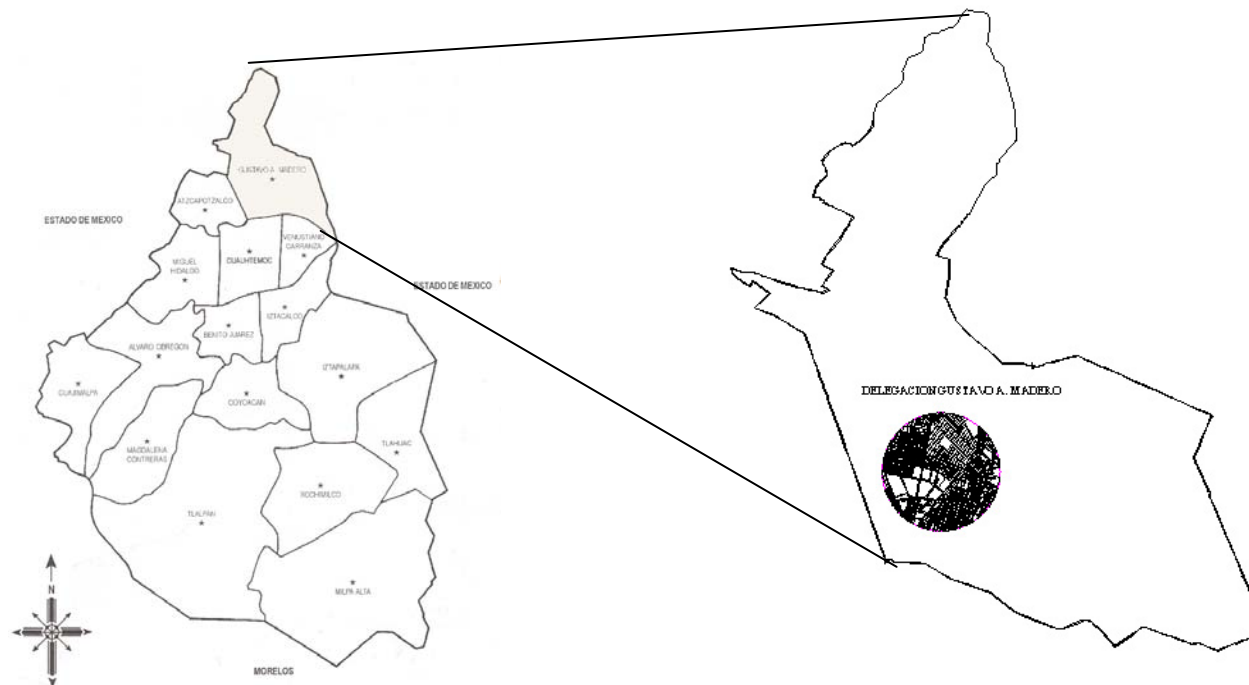 GUSTAVO A. MADERO
ATZCAPOTZALCO
ESTADO DE MEXICO
VENUSTIANO
CARRANZA
CUAUHTEMOC
MIGUEL
HIDALGO
ESTADO DE MEXICO
IZTACALCO
BENITO JUAREZ
ALVARO OBREGON
IZTAPALAPA
CUAJIMALPA
DELEGACION GUSTAVO A. MADERO
COYOACAN
MAGDALENA
CONTRERAS
TLAHUAC
XOCHIMILCO
TLALPAN
N
MILPA ALTA
MORELOS